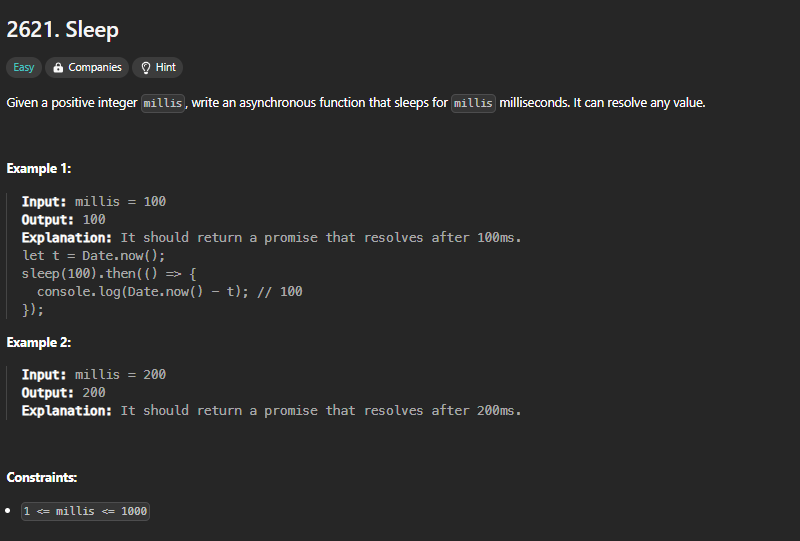 2621. Sleep
Easy Companies Hint
Given a positive integer millis, write an asynchronous function that sleeps for millis milliseconds. It can resolve any value.
Example 1:
Input: millis = 100
Output: 100
Explanation: It should return a promise that resolves after 100ms.
let t = Date.now();
sleep(100).then(() => {
  console.log(Date.now() - t); // 100
});
Example 2:
Input: millis = 200
Output: 200
Explanation: It should return a promise that resolves after 200ms.
Constraints:
• 1 <= millis <= 1000